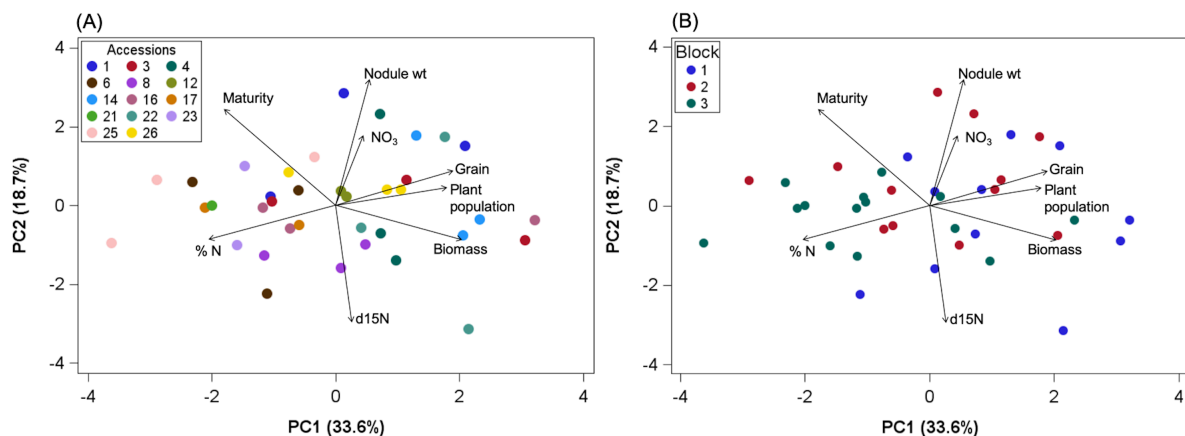 (A)
Accessions
1 3 4
6 8 12
14 16 17
21 22 23
25 26
Nodule wt
Maturity
NO3
Grain
Plant
population
Biomass
% N
d15N
4
2
0
-2
-4
PC2 (18.7%)
-4 -2 0 2 4
PC1 (33.6%)
(B)
Block
1
2
3
Nodule wt
Maturity
NO3
Grain
Plant
population
Biomass
% N
d15N
4
2
0
-2
-4
PC2 (18.7%)
-4 -2 0 2 4
PC1 (33.6%)